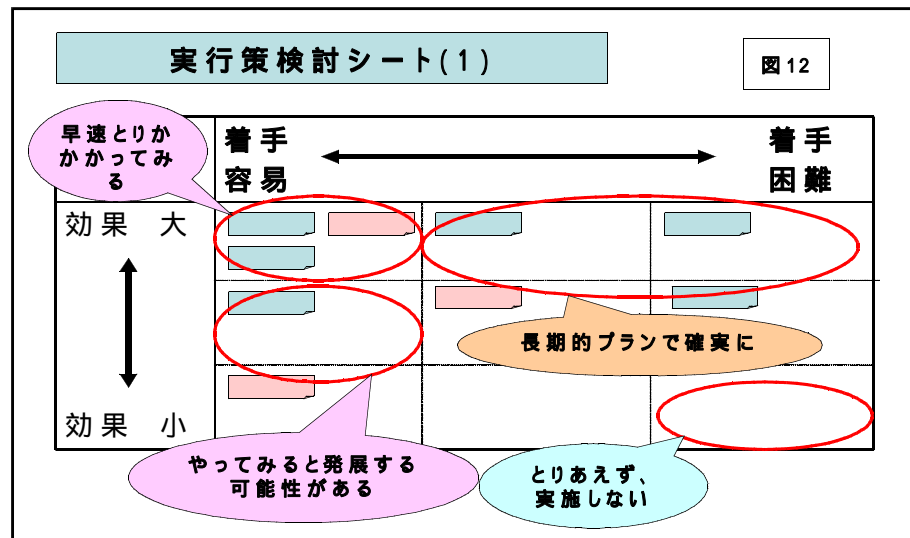 実行策検討シート(1)
図12
早速とりか
かかってみ
る
着手
容易
着手
困難
効果 大
長期的プランで確実に
効果 小
やってみると発展する
可能性がある
とりあえず、
実施しない